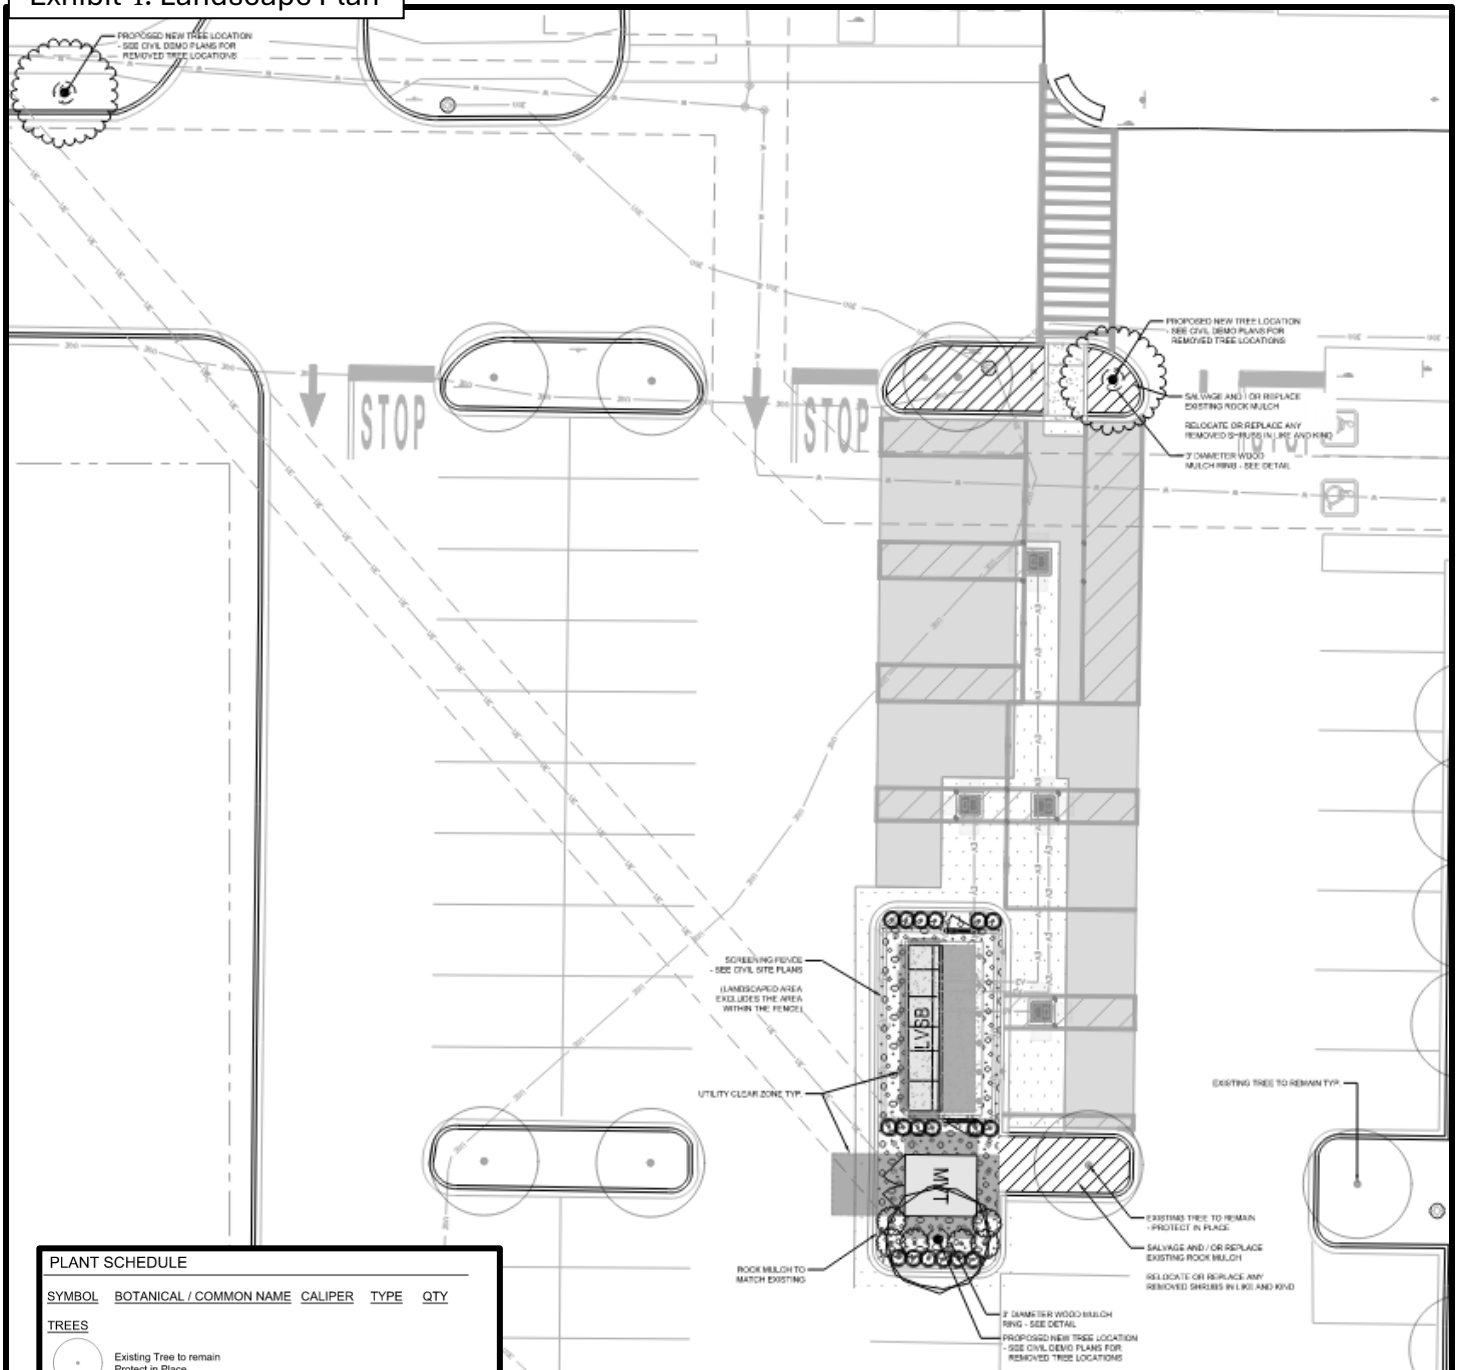 Exhibit 1. Landscape Plan
PROPOSED NEW TREE LOCATION
- SEE CIVIL DEMO PLANS FOR
REMOVED TREE LOCATIONS
PROPOSED NEW TREE LOCATION
- SEE CIVIL DEMO PLANS FOR
REMOVED TREE LOCATIONS
STOP
STOP
STOP
SALVAGE AND / OR REPLACE
EXISTING ROCK MULCH
RELOCATE OR REPLACE ANY
REMOVED SHRUBS IN LIKE AND KIND
3' DIAMETER WOOD
MULCH RING - SEE DETAIL
SCREENING FENCE
- SEE CIVIL SITE PLANS
(LANDSCAPED AREA
EXCLUDES THE AREA
WITHIN THE FENCE)
LVSB
UTILITY CLEAR ZONE TYP.
EXISTING TREE TO REMAIN TYP.
MVT
EXISTING TREE TO REMAIN
- PROTECT IN PLACE
SALVAGE AND / OR REPLACE
EXISTING ROCK MULCH
RELOCATE OR REPLACE ANY
REMOVED SHRUBS IN LIKE AND KIND
ROCK MULCH TO
MATCH EXISTING
3' DIAMETER WOOD MULCH
RING - SEE DETAIL
PROPOSED NEW TREE LOCATION
- SEE CIVIL DEMO PLANS FOR
REMOVED TREE LOCATIONS
PLANT SCHEDULE
SYMBOL BOTANICAL / COMMON NAME CALIPER TYPE QTY
TREES
Existing Tree to remain
Protect in Place